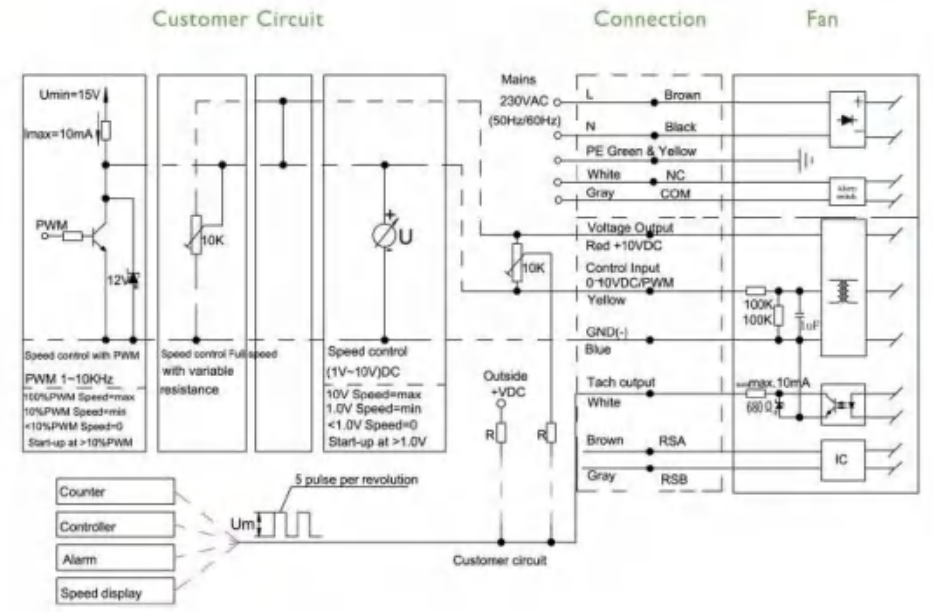 Customer Circuit
Connection
Fan
Umin=15V
Imax=10mA
PWM
12V
Speed control with PWM
PWM 1~10KHz
100%PWM Speed=max
10%PWM Speed=min
<10%PWM Speed=0
Start-up at >10%PWM
10K
Speed control
with variable
resistance
Full speed
+
U
-
Speed control
(1V~10V)DC
10V Speed=max
1.0V Speed=min
<1.0V Speed=0
Start-up at >1.0V
Mains
230VAC
(50Hz/60Hz)
L
Brown
N
Black
PE Green & Yellow
White
NC
Gray
COM
Voltage Output
Red +10VDC
10K
Control Input
0~10VDC/PWM
Yellow
GND(-)
Blue
Outside
+VDC
R
R
Tach output
White
Brown
RSA
Gray
RSB
+
-
Alarm
switch
100K
100K
1uF
max.10mA
680Ω
IC
Counter
Controller
Alarm
Speed display
Um
5 pulse per revolution
Customer circuit